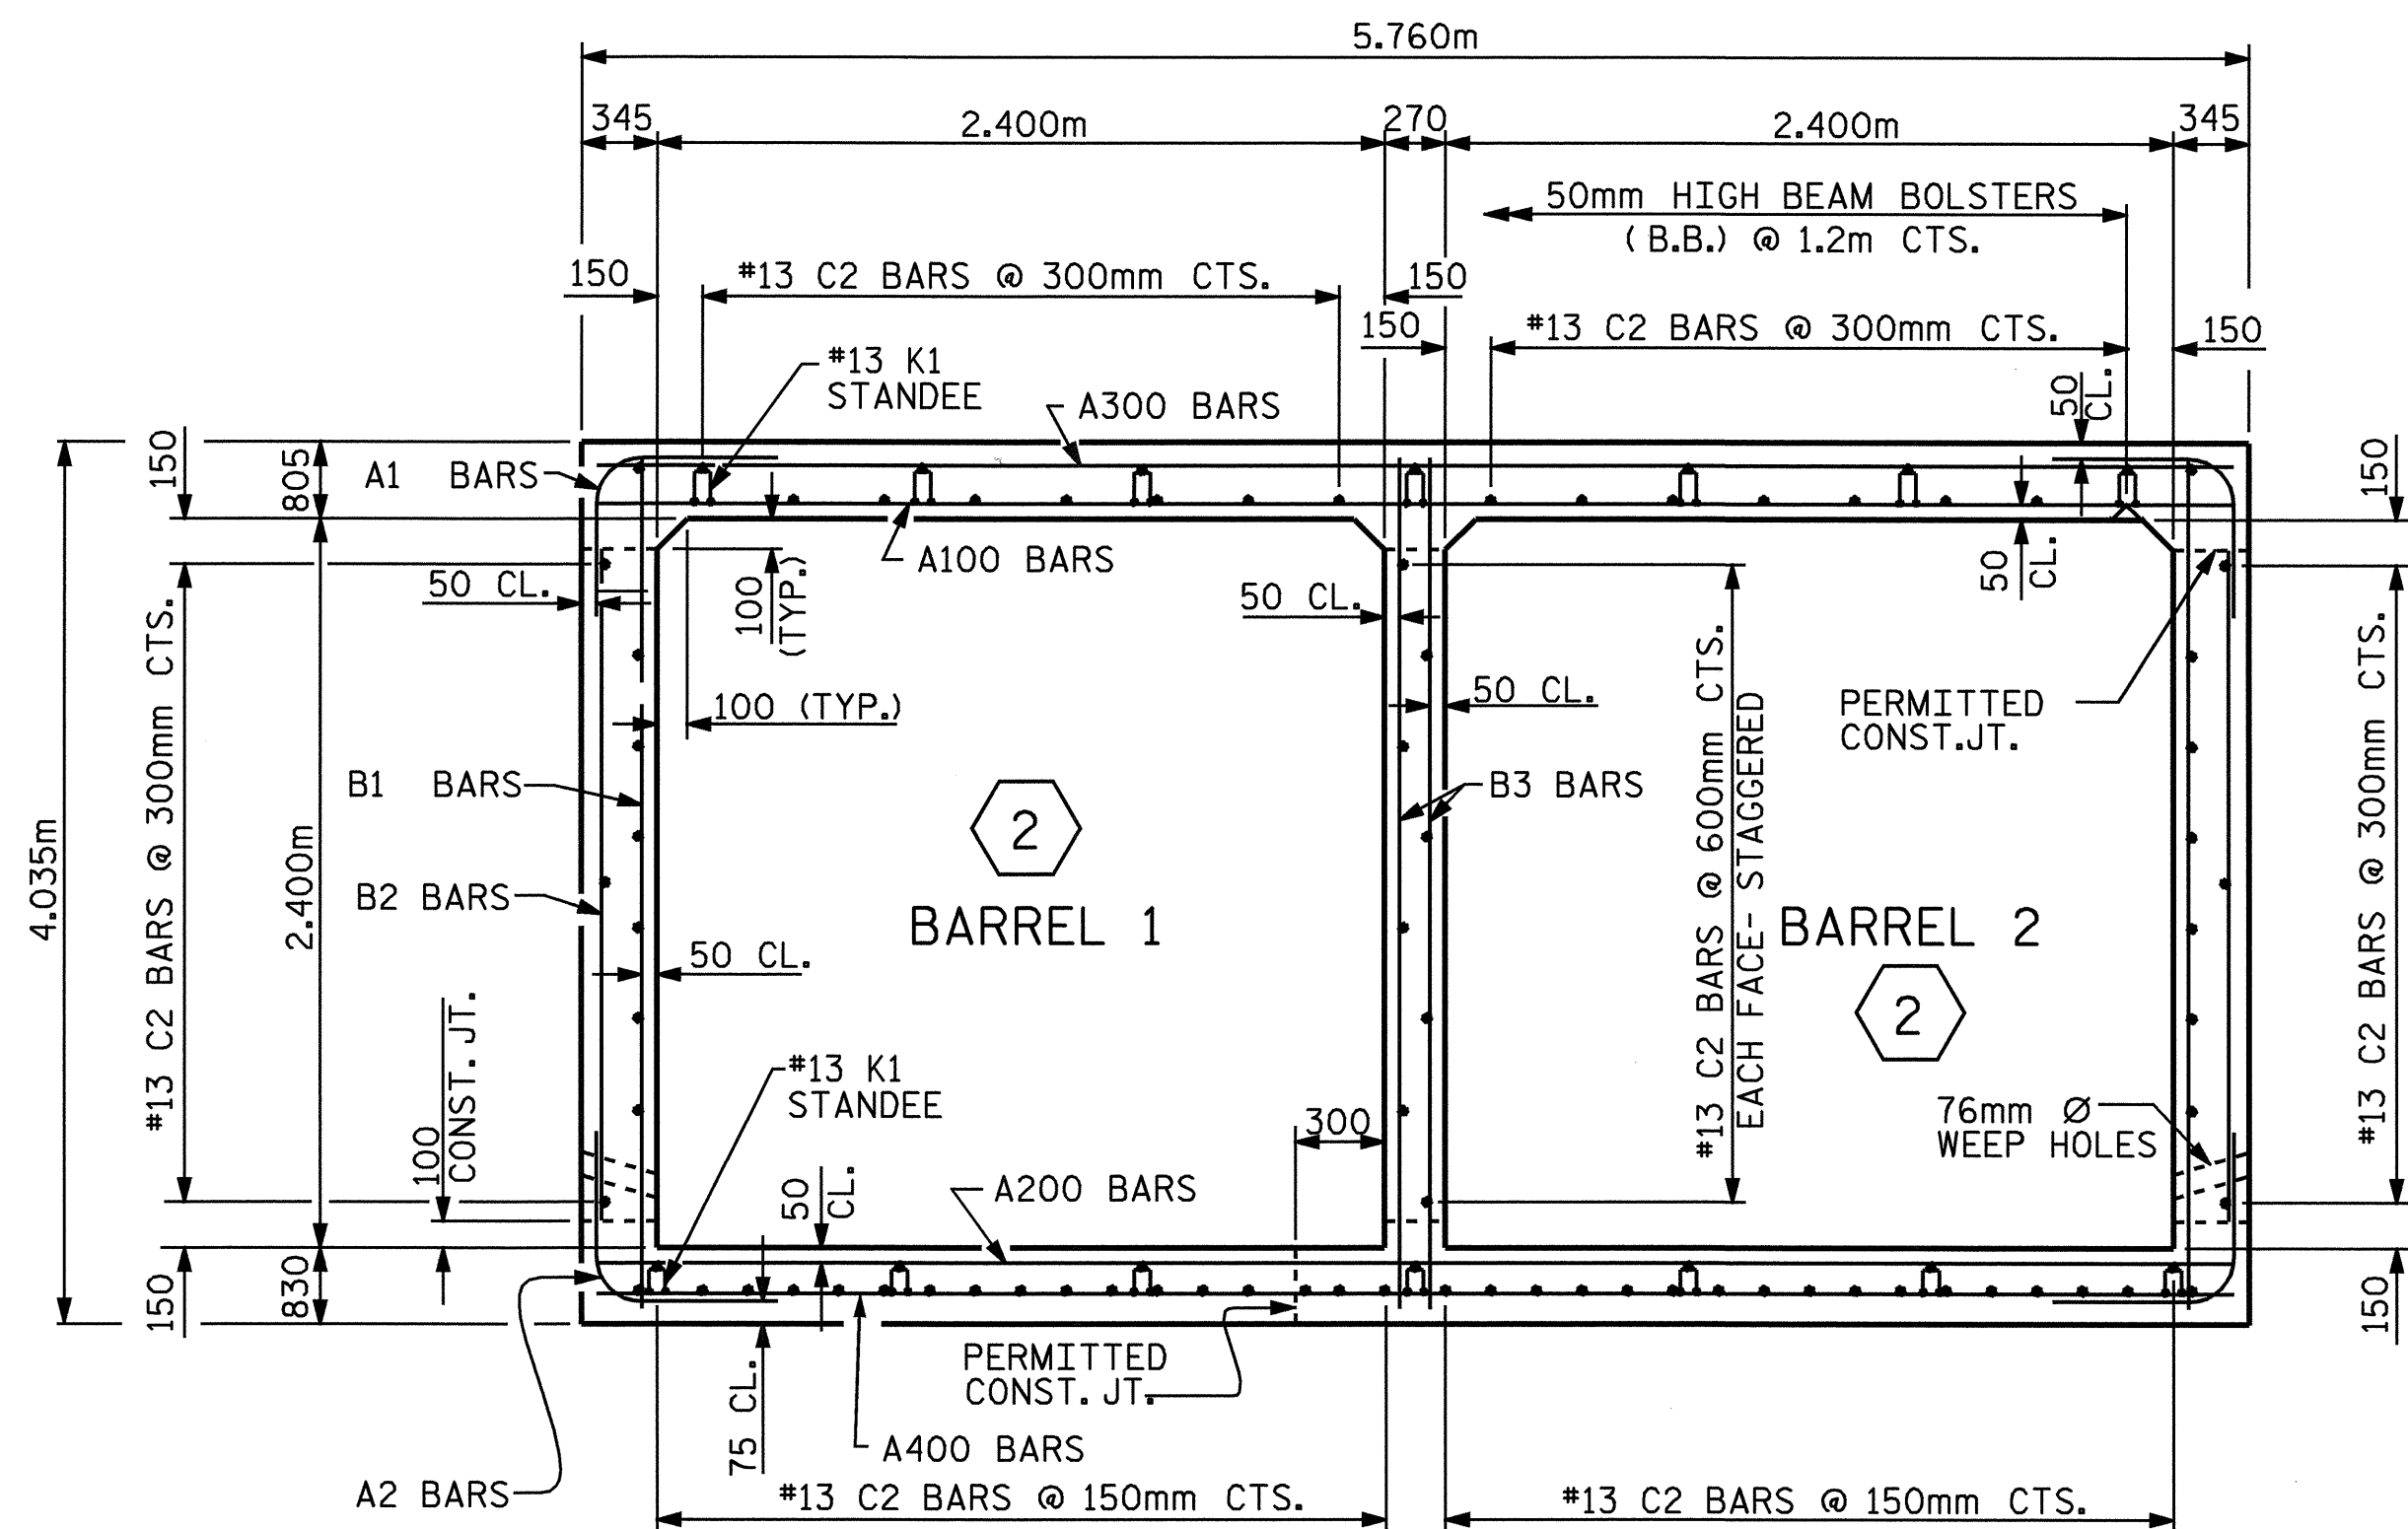 5.760m
345
2.400m
270
2.400m
345
50mm HIGH BEAM BOLSTERS
(B.B.) @ 1.2m CTS.
150
#13 C2 BARS @ 300mm CTS.
150
150
#13 C2 BARS @ 300mm CTS.
150
#13 K1
STANDEE
A300 BARS
50
CL.
150
805
A1 BARS
150
A100 BARS
50
CL.
50 CL.
100
(TYP.)
50 CL.
100 (TYP.)
50 CL.
PERMITTED
CONST.JT.
#13 C2 BARS @ 300mm CTS.
4.035m
2.400m
B1 BARS
2
B3 BARS
#13 C2 BARS @ 600mm CTS.
EACH FACE- STAGGERED
#13 C2 BARS @ 300mm CTS.
B2 BARS
BARREL 1
BARREL 2
50 CL.
2
100
CONST. JT.
#13 K1
STANDEE
300
76mm Ø
WEEP HOLES
50
CL.
A200 BARS
150
830
150
PERMITTED
CONST. JT.
75 CL.
A400 BARS
A2 BARS
#13 C2 BARS @ 150mm CTS.
#13 C2 BARS @ 150mm CTS.